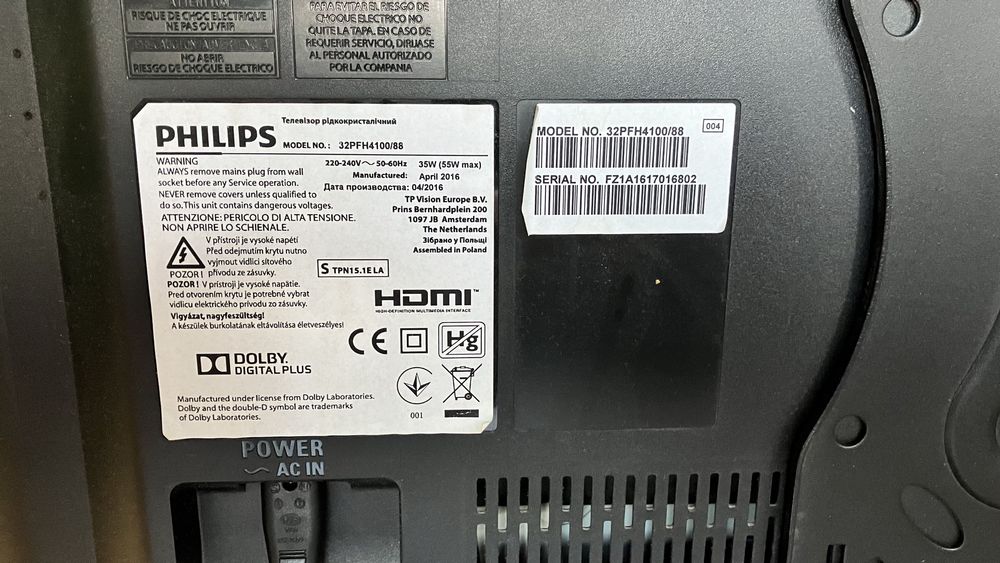 ATTENTION
RISQUE DE CHOC ELECTRIQUE
NE PAS OUVRIR
PRECAUCION ADVERTENCIA
NO ABRIR
RIESGO DE CHOQUE ELECTRICO
PARA EVITAR EL RIESGO DE
CHOQUE ELECTRICO NO
QUITE LA TAPA. EN CASO DE
REQUERIR SERVICIO, DIRIJASE
AL PERSONAL AUTORIZADO
POR LA COMPANIA
Телевізор рідкокристалічний
PHILIPS MODEL NO.: 32PFH4100/88
WARNING
ALWAYS remove mains plug from wall
socket before any Service operation.
NEVER remove covers unless qualified to
do so. This unit contains dangerous voltages.
ATTENZIONE: PERICOLO DI ALTA TENSIONE.
NON APRIRE LO SCHIENALE.
220-240V～ 50-60Hz 35W (55W max)
Manufactured: April 2016
Дата производства: 04/2016
TP Vision Europe B.V.
Prins Bernhardplein 200
1097 JB Amsterdam
The Netherlands
Зібрано у Польщі
Assembled in Poland
V přístroji je vysoké napětí
Před odejmutím krytu nutno
vyjmout vidlici síťového
POZOR! přívodu ze zásuvky.
POZOR! V prístroji je vysoké napätie.
Pred otvorením krytu je potrebné vybrat
vidlicu elektrického prívodu zo zásuvky.
Vigyázat, nagyfeszültség!
A készülek burkolatának eltávolítása életveszélyes!
S TPN15.1E LA
HDMI™
HIGH-DEFINITION MULTIMEDIA INTERFACE
CE
Hg
DOLBY
DIGITAL PLUS
Manufactured under license from Dolby Laboratories.
Dolby and the double-D symbol are trademarks
of Dolby Laboratories.
001
MODEL NO. 32PFH4100/88
004
SERIAL NO. FZ1A1617016802
POWER
～ AC IN